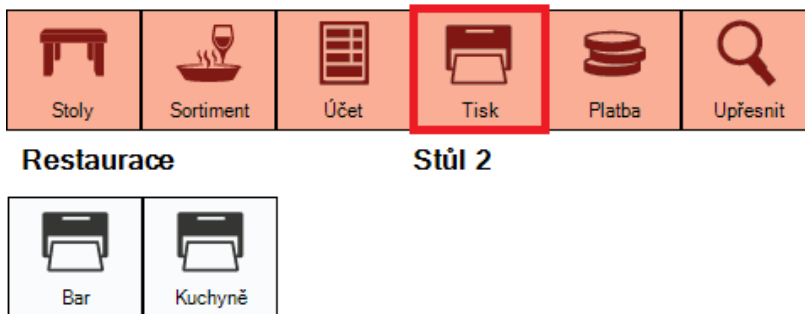 Stoly Sortiment Účet Tisk Platba Upřesnit
Restaurace Stůl 2
Bar Kuchyně